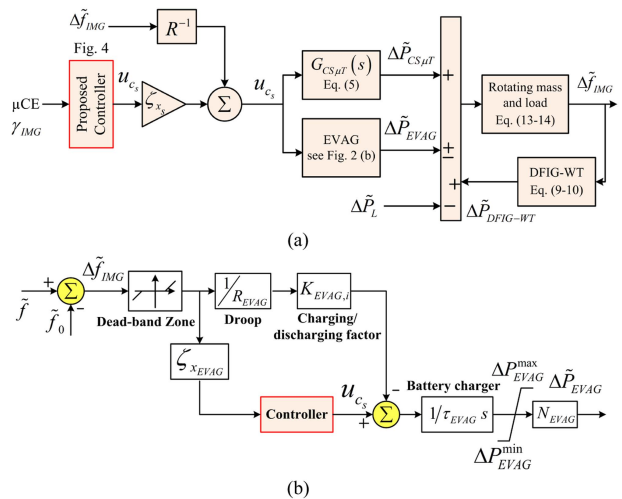 Δf̃_IMG
R⁻¹
Fig. 4
μCE
γ_IMG
Proposed Controller
u_cs
ζ_xs
Σ
u_cs
G_CSμT(s)
Eq. (5)
ΔP̃_CSμT
+
EVAG
see Fig. 2 (b)
ΔP̃_EVAG
±
ΔP̃_L
−
Rotating mass
and load
Eq. (13-14)
Δf̃_IMG
DFIG-WT
Eq. (9-10)
+
ΔP̃_DFIG−WT
(a)
f̃
+
Σ
−
f̃₀
Δf̃_IMG
Dead-band Zone
1/R_EVAG
Droop
K_EVAG,i
Charging/
discharging factor
ζ_xEVAG
Controller
u_cs
+
−
Σ
Battery charger
1/τ_EVAG s
ΔP_EVAG^max
ΔP_EVAG^min
N_EVAG
ΔP̃_EVAG
(b)